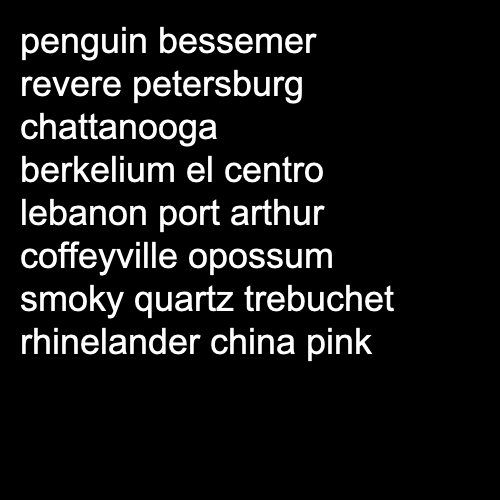 penguin bessemer
revere petersburg
chattanooga
berkelium el centro
lebanon port arthur
coffeyville opossum
smoky quartz trebuchet
rhinelander china pink